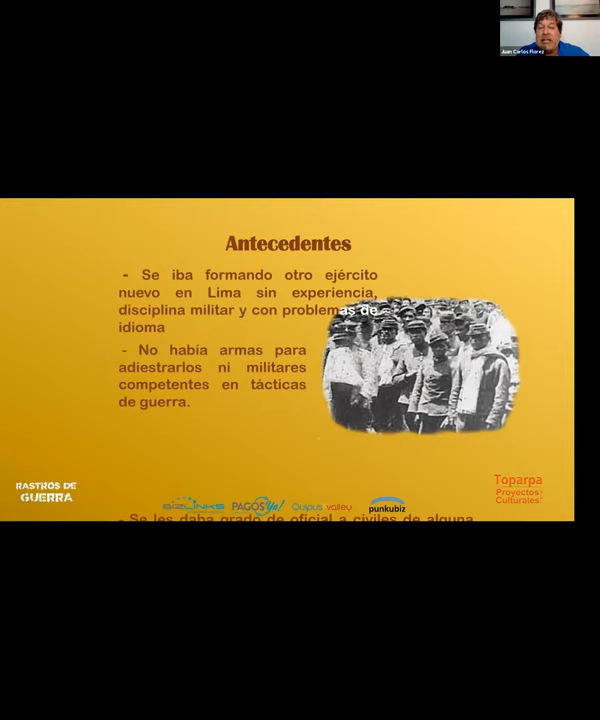 Juan Carlos Florez
Antecedentes
- Se iba formando otro ejército
nuevo en Lima sin experiencia,
disciplina militar y con problemas de
idioma
- No había armas para
adiestrarlos ni militares
competentes en tácticas
de guerra.
RASTROS DE
GUERRA
BIZLINKS PAGOSYa! Quipus valley punkubiz
Toparpa
Proyectos
Culturales
- Se les daba grado de oficial a civiles de alguna